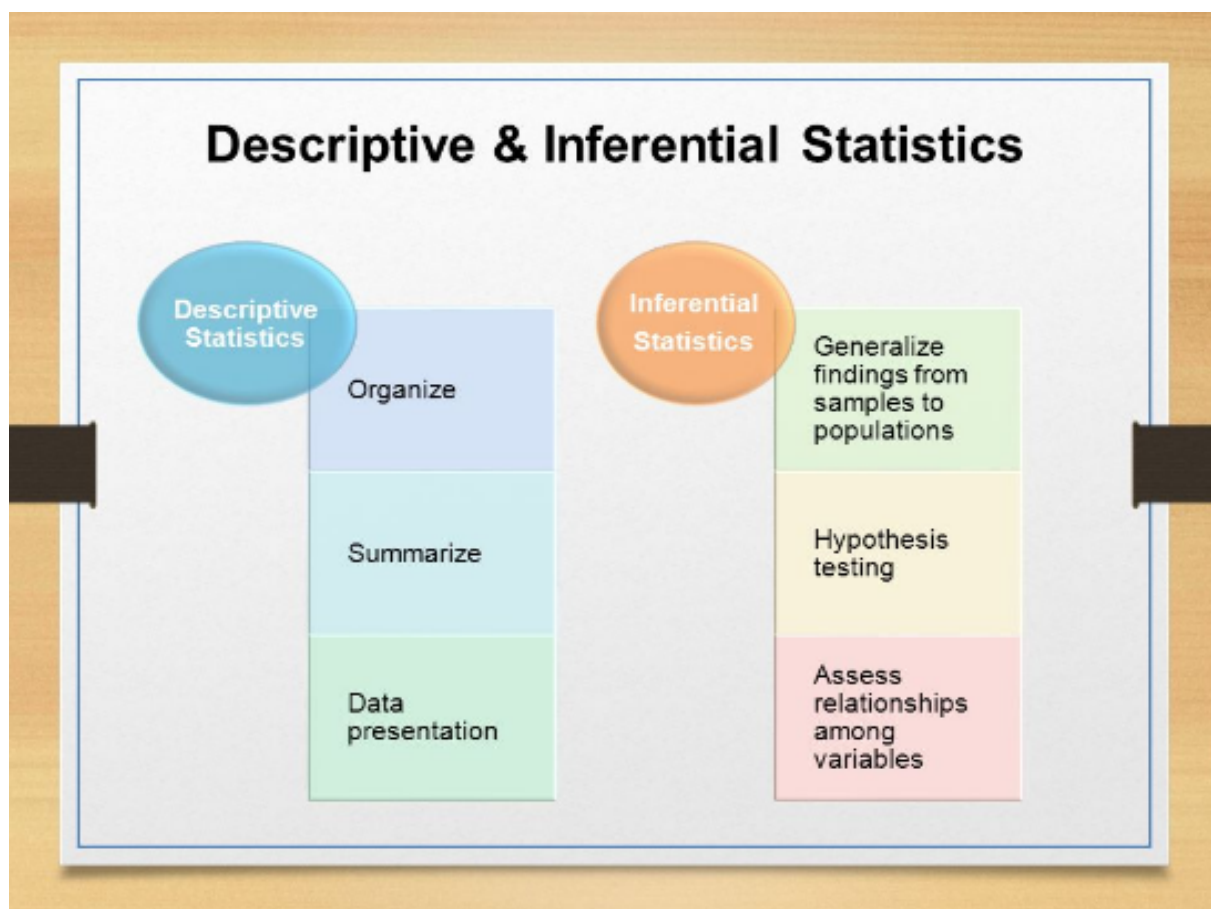 Descriptive & Inferential Statistics
Descriptive
Statistics
Organize
Summarize
Data
presentation
Inferential
Statistics
Generalize
findings from
samples to
populations
Hypothesis
testing
Assess
relationships
among
variables